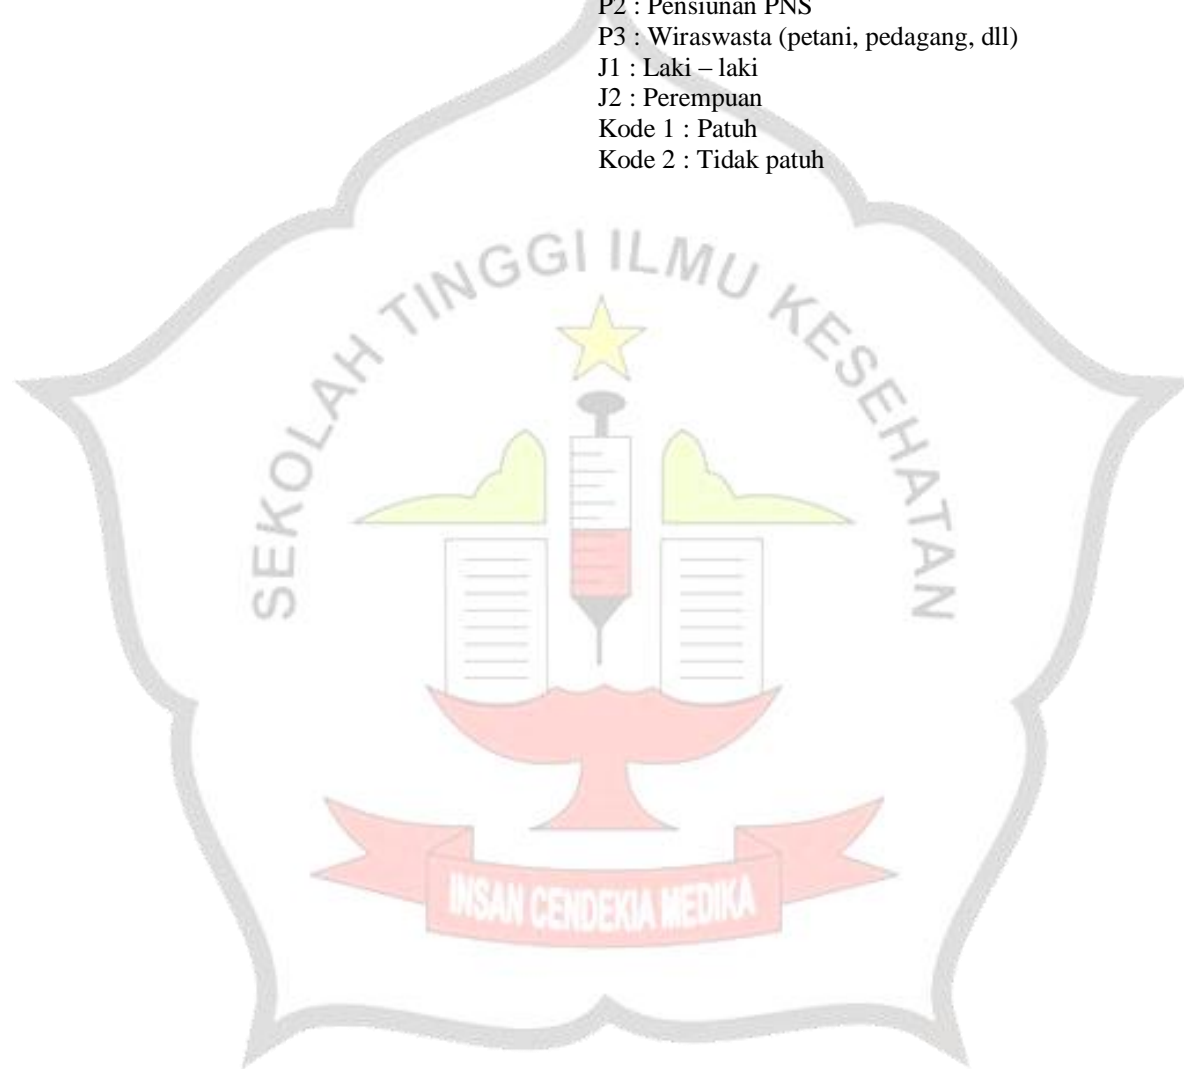 P2 : Pensiunan PNS
P3 : Wiraswasta (petani, pedagang, dll)
J1 : Laki – laki
J2 : Perempuan
Kode 1 : Patuh
Kode 2 : Tidak patuh
SEKOLAH TINGGI ILMU KESEHATAN
INSAN CENDEKIA MEDIKA